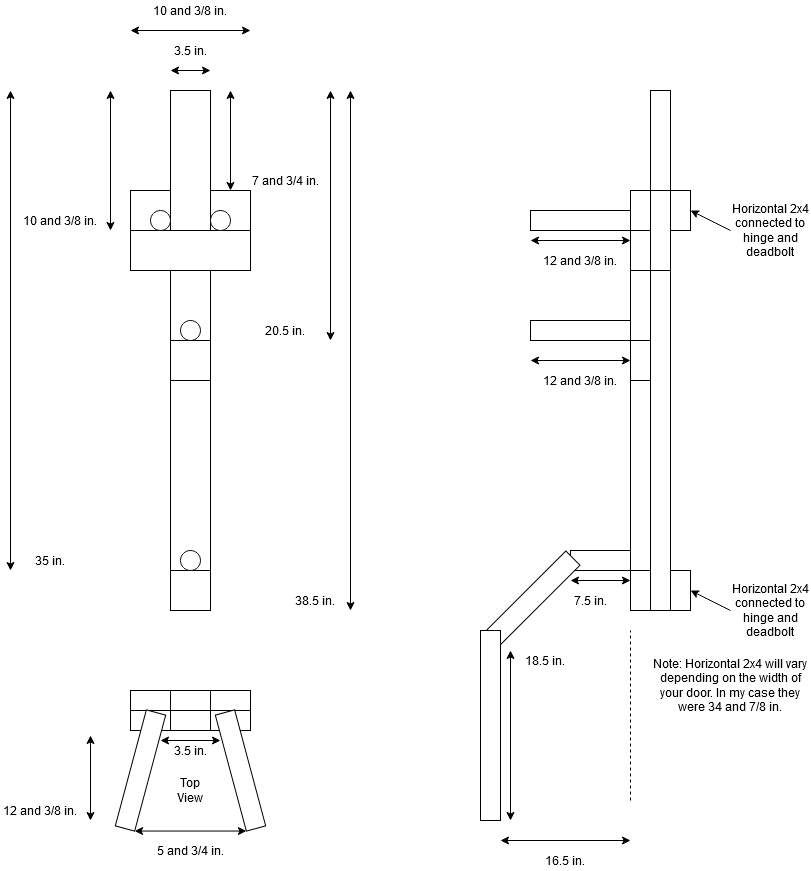 10 and 3/8 in.
3.5 in.
7 and 3/4 in.
10 and 3/8 in.
20.5 in.
35 in.
38.5 in.
Horizontal 2x4
connected to
hinge and
deadbolt
12 and 3/8 in.
12 and 3/8 in.
7.5 in.
Horizontal 2x4
connected to
hinge and
deadbolt
18.5 in.
Note: Horizontal 2x4 will vary
depending on the width of
your door. In my case they
were 34 and 7/8 in.
16.5 in.
3.5 in.
Top
View
12 and 3/8 in.
5 and 3/4 in.